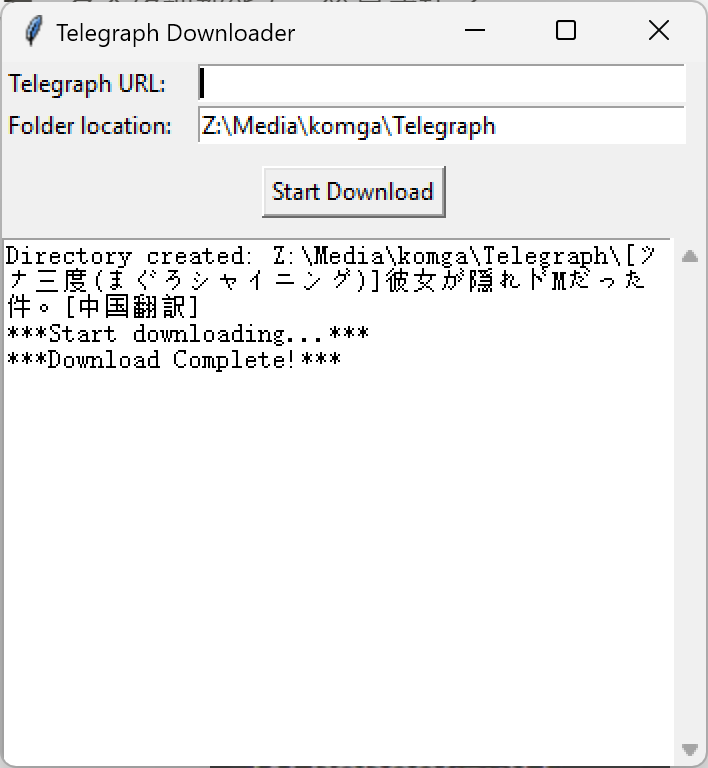 Telegraph Downloader
Telegraph URL:
Folder location: Z:\Media\komga\Telegraph
Start Download
Directory created: Z:\Media\komga\Telegraph\[ツ
ナ三度(まぐろシャイニング)]彼女が隠れドMだった
件。[中国翻訳]
***Start downloading...***
***Download Complete!***